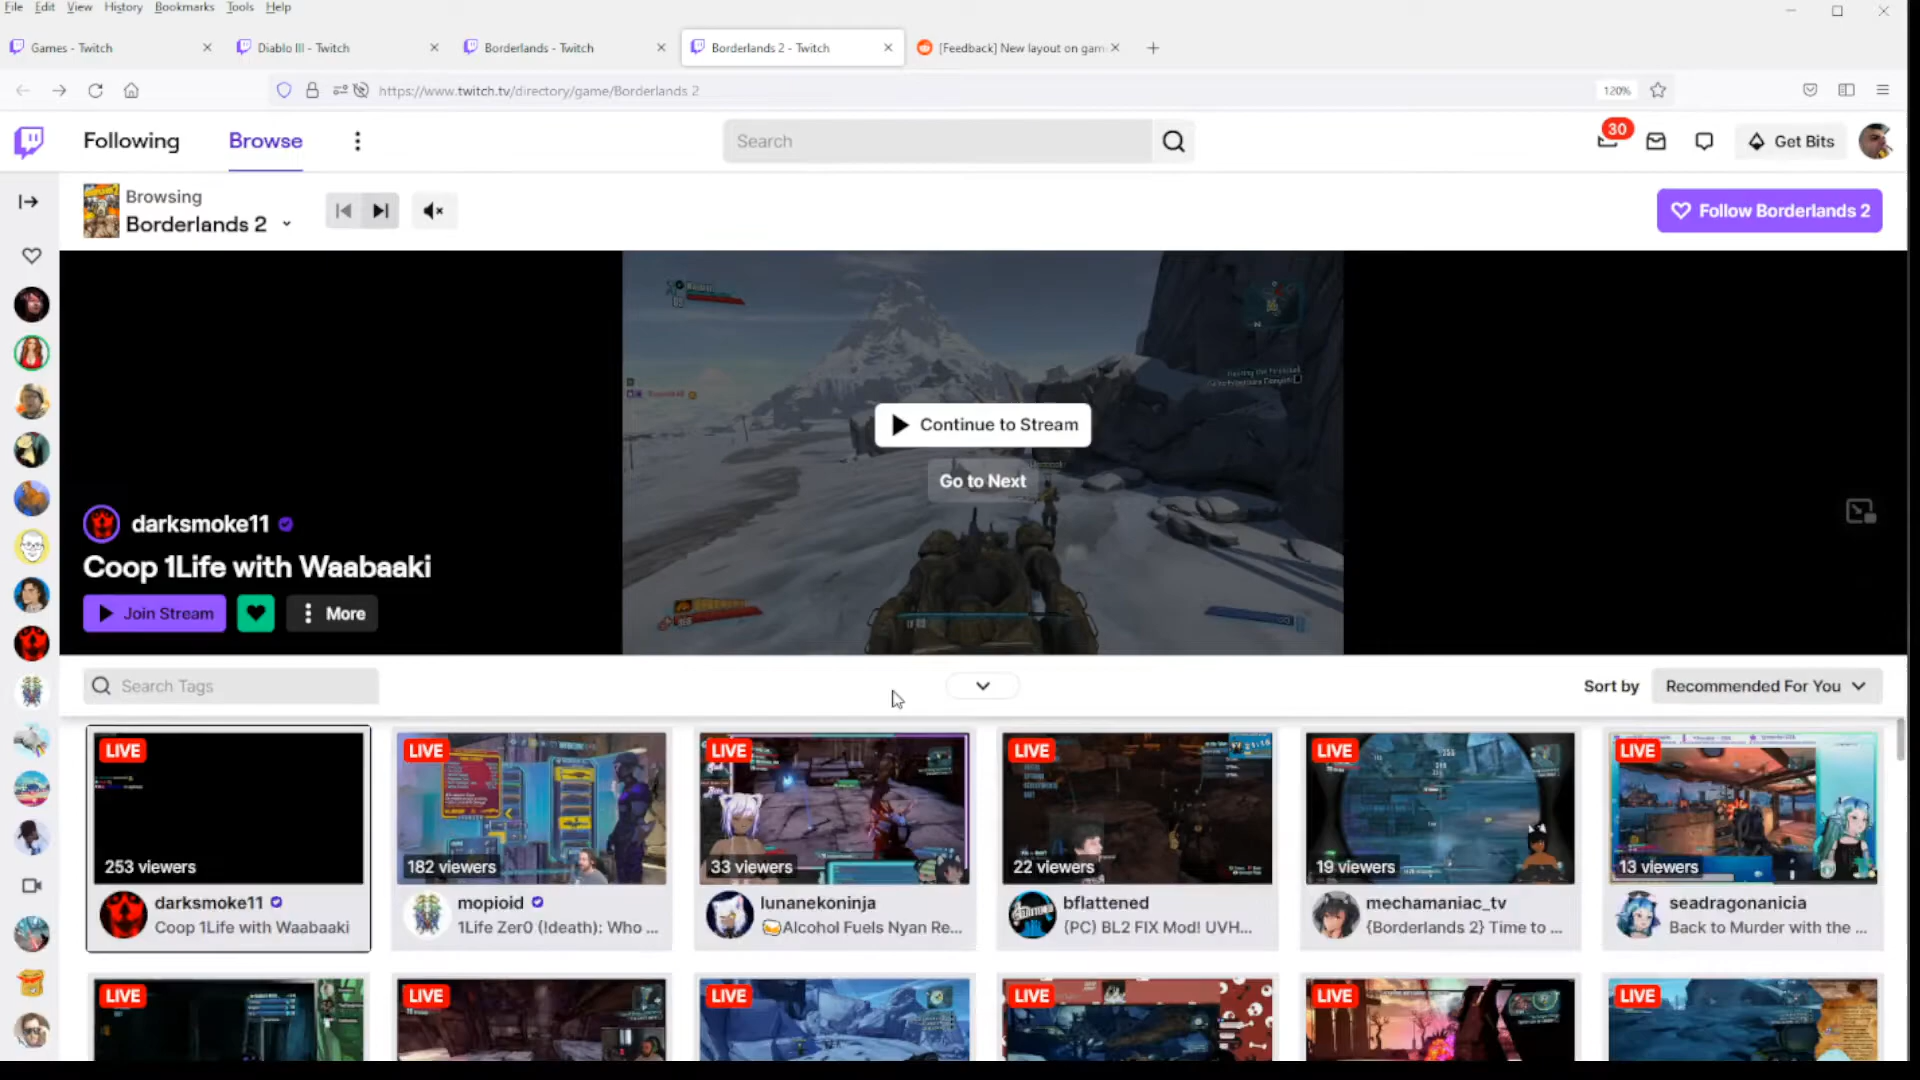 File Edit View History Bookmarks Tools Help
Games - Twitch
Diablo III - Twitch
Borderlands - Twitch
Borderlands 2 - Twitch
[Feedback] New layout on gam
https://www.twitch.tv/directory/game/Borderlands 2
120%
Following
Browse
Search
30
Get Bits
Browsing
Borderlands 2
Follow Borderlands 2
Continue to Stream
Go to Next
darksmoke11
Coop 1Life with Waabaaki
Join Stream
More
Search Tags
Sort by
Recommended For You
LIVE
253 viewers
darksmoke11
Coop 1Life with Waabaaki
LIVE
182 viewers
mopioid
1Life Zer0 (!death): Who ...
LIVE
33 viewers
lunanekoninja
🍻Alcohol Fuels Nyan Re...
LIVE
22 viewers
bflattened
(PC) BL2 FIX Mod! UVH...
LIVE
19 viewers
mechamaniac_tv
{Borderlands 2} Time to ...
LIVE
13 viewers
seadragonanicia
Back to Murder with the ...
LIVE
LIVE
LIVE
LIVE
LIVE
LIVE